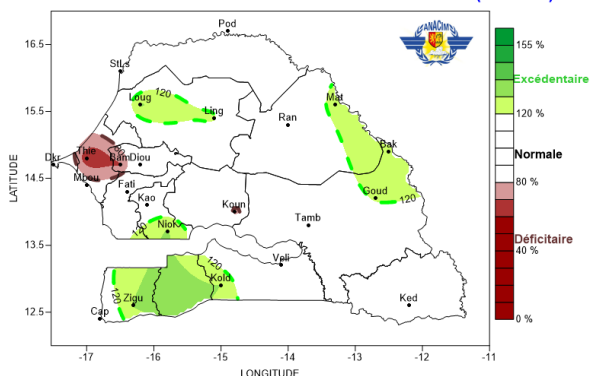 ANACIM
Pod
16.5
StLs
155 %
Excédentaire
120
Loug
Ling
Mat
15.5
Ran
120 %
Bak
Normale
Thie
Dkr
Bam
Diou
14.5
Mbou
Fati
Kao
Koun
Goud
120
80 %
LATITUDE
Tamb
13.5
Niok
Déficitaire
40 %
120
Veli
Kold
120
Zigu
Ked
12.5
Cap
0 %
-17
-16
-15
-14
-13
-12
-11
LONGITUDE